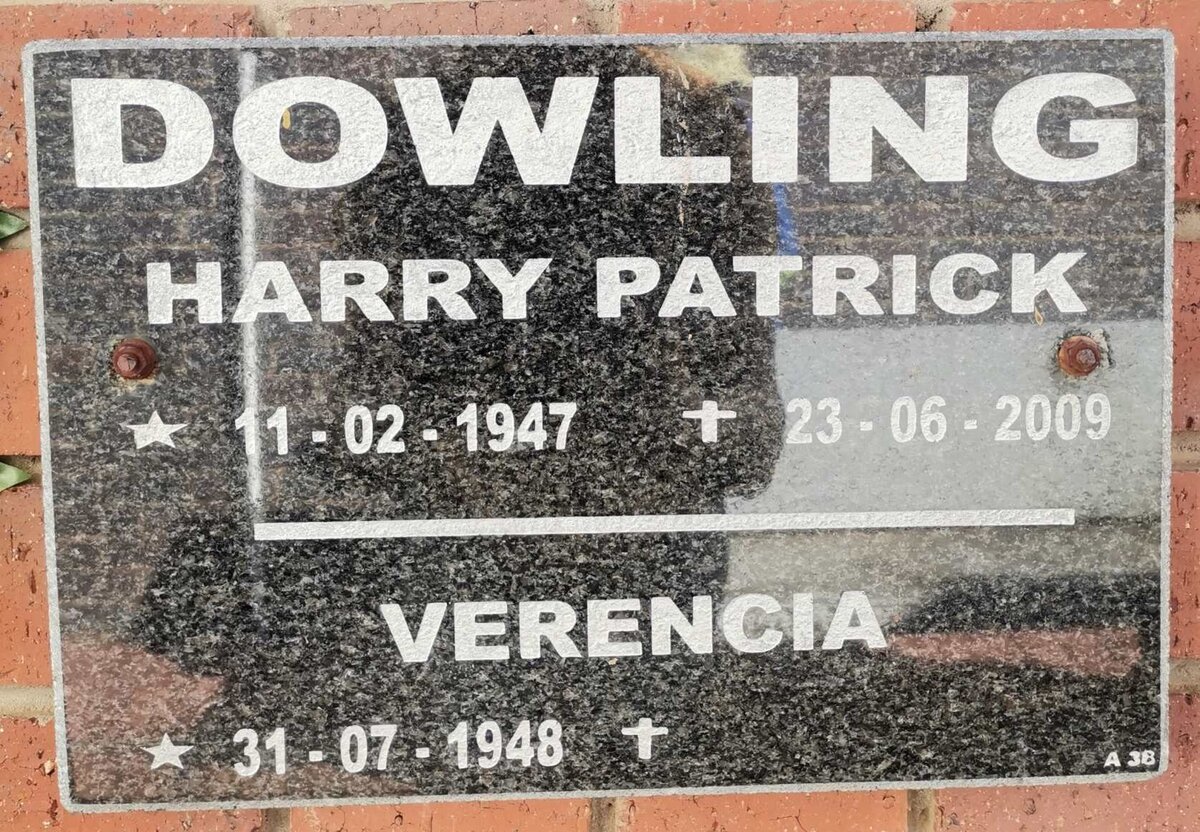 DOWLING
HARRY PATRICK
★ 11 - 02 - 1947 ✝ 23 - 06 - 2009
VERENCIA
★ 31 - 07 - 1948 ✝
A 38